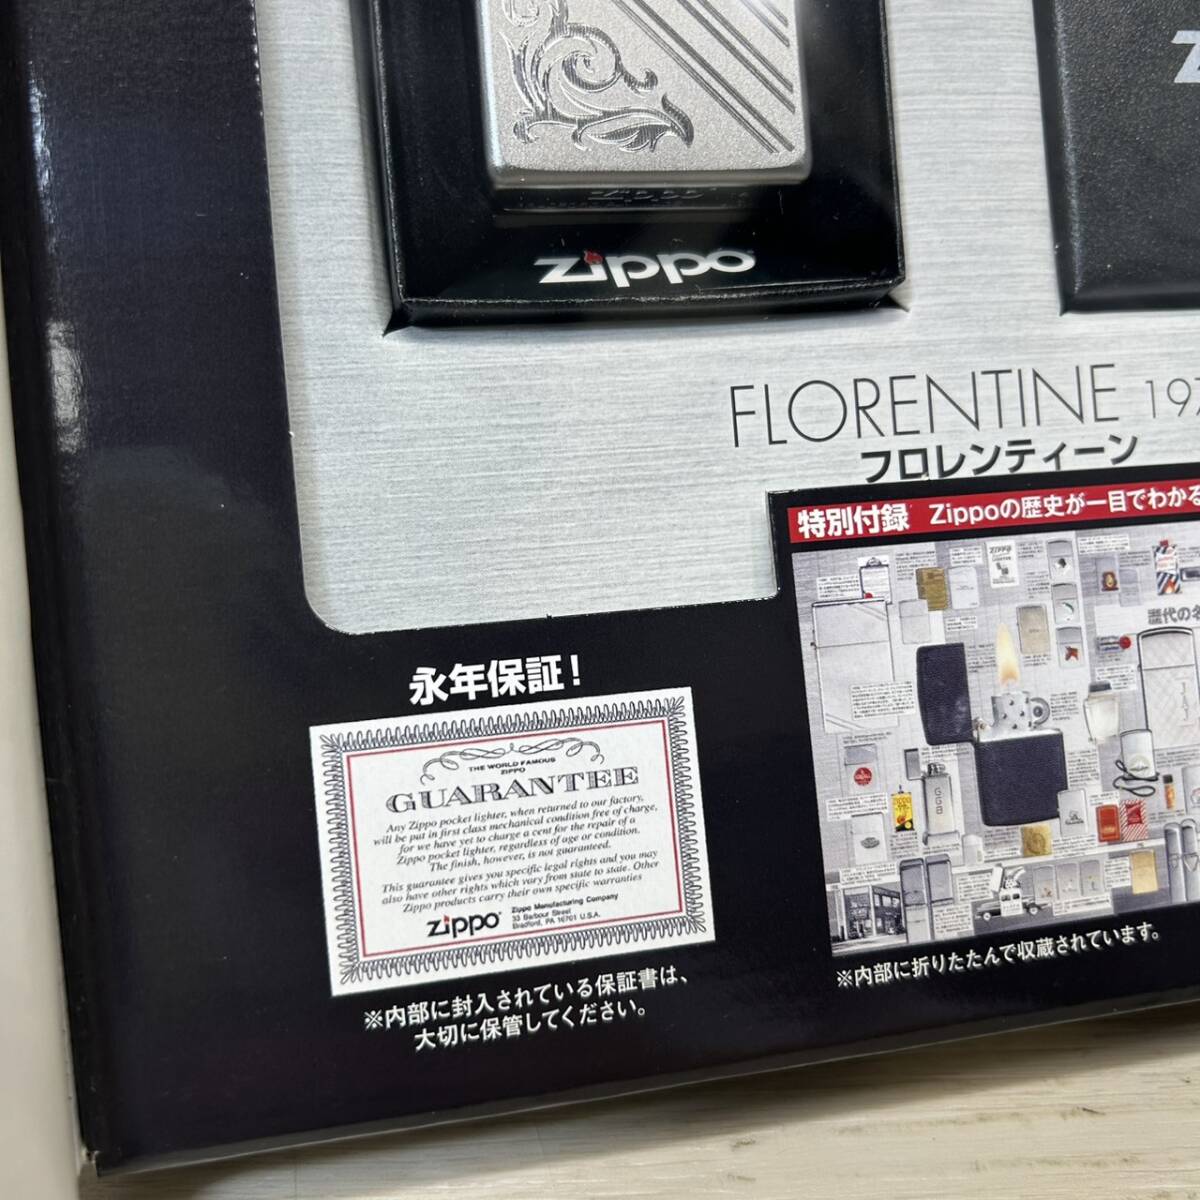 zippo
FLORENTINE 197
フロレンティーン
特別付録 Zippoの歴史が一目でわかる
歴代の名
永年保証！
THE WORLD FAMOUS
ZIPPO
GUARANTEE
Any Zippo pocket lighter, when returned to our factory,
will be put in first class mechanical condition free of charge,
for we have yet to charge a cent for the repair of a
Zippo pocket lighter, regardless of age or condition.
The finish, however, is not guaranteed.
This guarantee gives you specific legal rights and you may
also have other rights which vary from state to state. Other
Zippo products carry their own specific warranties
zippo
Zippo Manufacturing Company
33 Barbour Street
Bradford, PA 16701 U.S.A.
※内部に封入されている保証書は、
大切に保管してください。
※内部に折りたたんで収蔵されています。